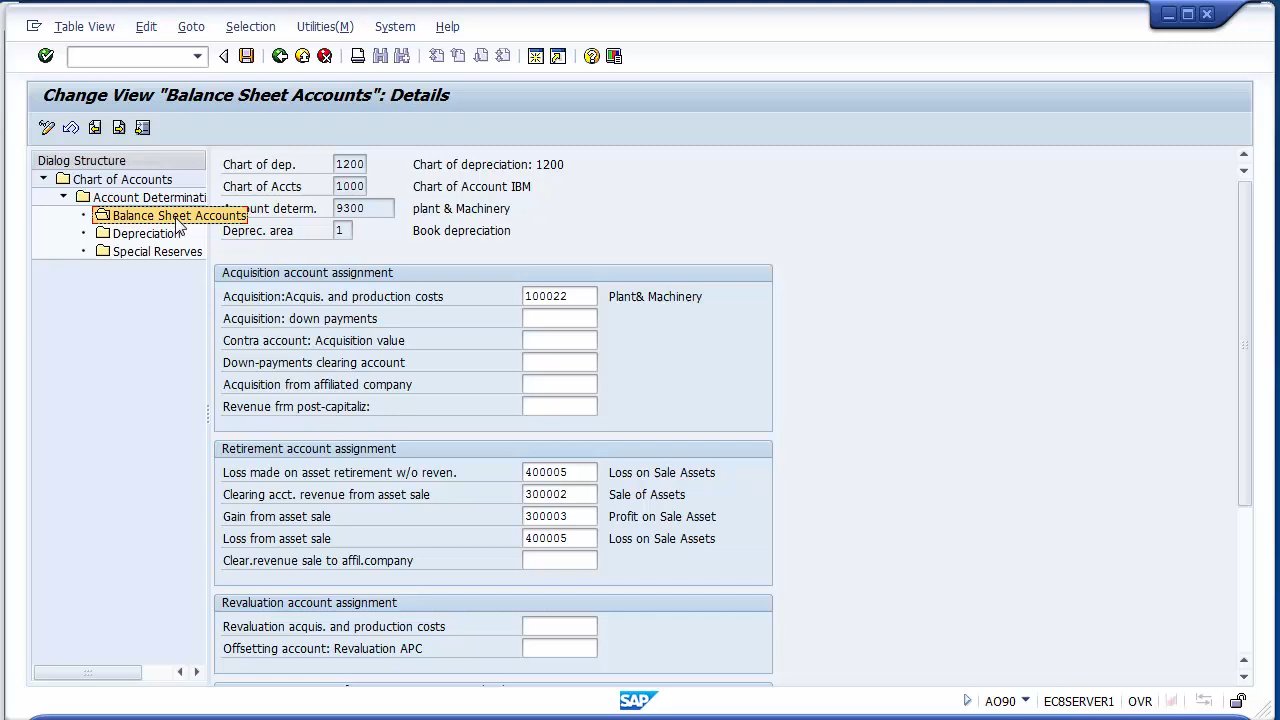 Table View Edit Goto Selection Utilities(M) System Help
Change View "Balance Sheet Accounts": Details
Dialog Structure
Chart of Accounts
Account Determinati
Balance Sheet Accounts
Depreciation
Special Reserves
Chart of dep. 1200 Chart of depreciation: 1200
Chart of Accts 1000 Chart of Account IBM
ount determ. 9300 plant & Machinery
Deprec. area 1 Book depreciation
Acquisition account assignment
Acquisition:Acquis. and production costs 100022 Plant& Machinery
Acquisition: down payments
Contra account: Acquisition value
Down-payments clearing account
Acquisition from affiliated company
Revenue frm post-capitaliz:
Retirement account assignment
Loss made on asset retirement w/o reven. 400005 Loss on Sale Assets
Clearing acct. revenue from asset sale 300002 Sale of Assets
Gain from asset sale 300003 Profit on Sale Asset
Loss from asset sale 400005 Loss on Sale Assets
Clear.revenue sale to affil.company
Revaluation account assignment
Revaluation acquis. and production costs
Offsetting account: Revaluation APC
SAP AO90 EC8SERVER1 OVR